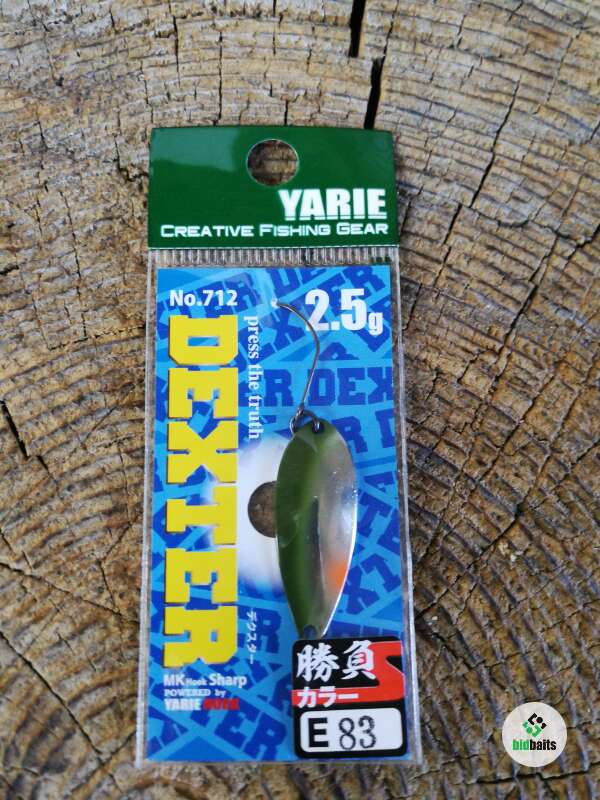 YARIE
CREATIVE FISHING GEAR
No.712
2.5g
press the truth
DEXTER
デクスター
MK Hook Sharp
POWERED by
YARIE HOOK
勝負
カラー
E 83
bidbaits